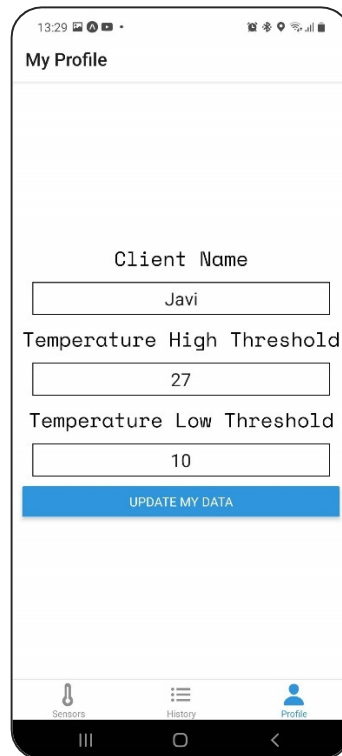 13:29
My Profile
Client Name
Javi
Temperature High Threshold
27
Temperature Low Threshold
10
UPDATE MY DATA
Sensors
History
Profile